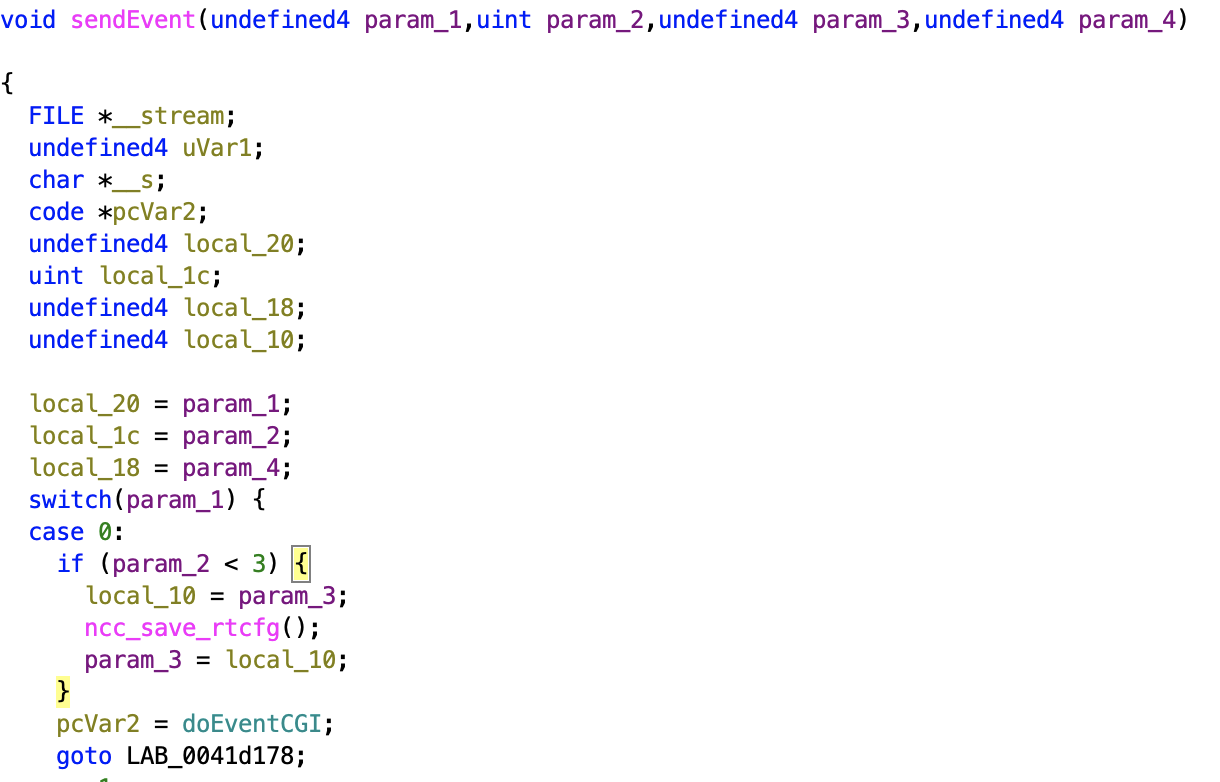 void sendEvent(undefined4 param_1,uint param_2,undefined4 param_3,undefined4 param_4)
{
FILE *__stream;
undefined4 uVar1;
char *__s;
code *pcVar2;
undefined4 local_20;
uint local_1c;
undefined4 local_18;
undefined4 local_10;
local_20 = param_1;
local_1c = param_2;
local_18 = param_4;
switch(param_1) {
case 0:
if (param_2 < 3) {
local_10 = param_3;
ncc_save_rtcfg();
param_3 = local_10;
}
pcVar2 = doEventCGI;
goto LAB_0041d178;